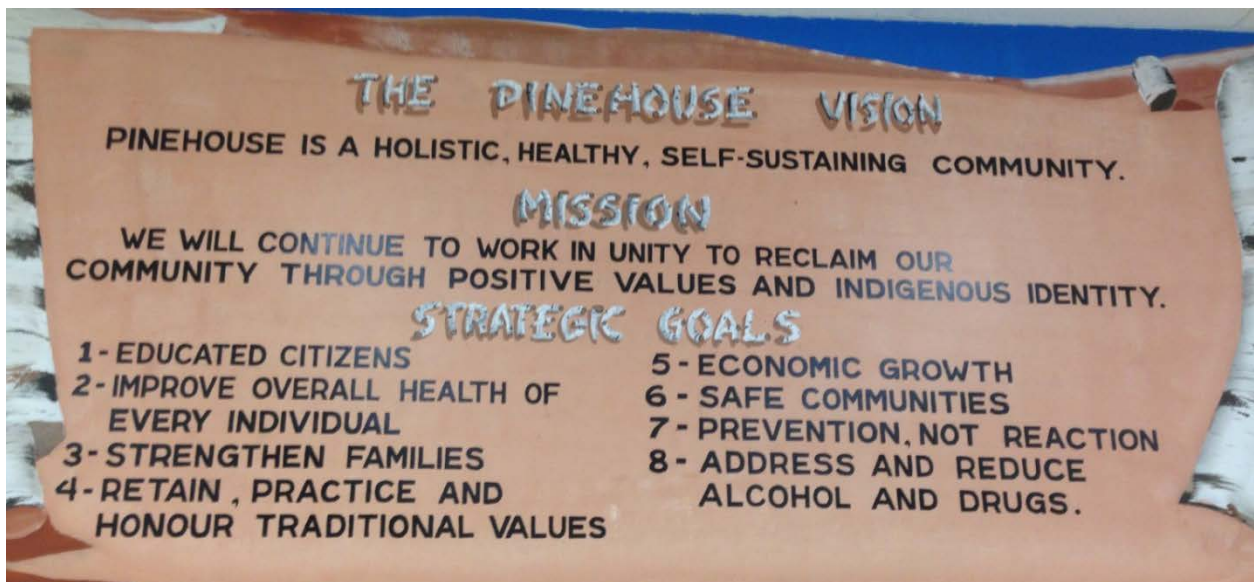 THE PINEHOUSE VISION
PINEHOUSE IS A HOLISTIC, HEALTHY, SELF-SUSTAINING COMMUNITY.
MISSION
WE WILL CONTINUE TO WORK IN UNITY TO RECLAIM OUR
COMMUNITY THROUGH POSITIVE VALUES AND INDIGENOUS IDENTITY.
STRATEGIC GOALS
1-EDUCATED CITIZENS
2-IMPROVE OVERALL HEALTH OF
EVERY INDIVIDUAL
3-STRENGTHEN FAMILIES
4-RETAIN, PRACTICE AND
HONOUR TRADITIONAL VALUES
5-ECONOMIC GROWTH
6-SAFE COMMUNITIES
7-PREVENTION, NOT REACTION
8-ADDRESS AND REDUCE
ALCOHOL AND DRUGS.